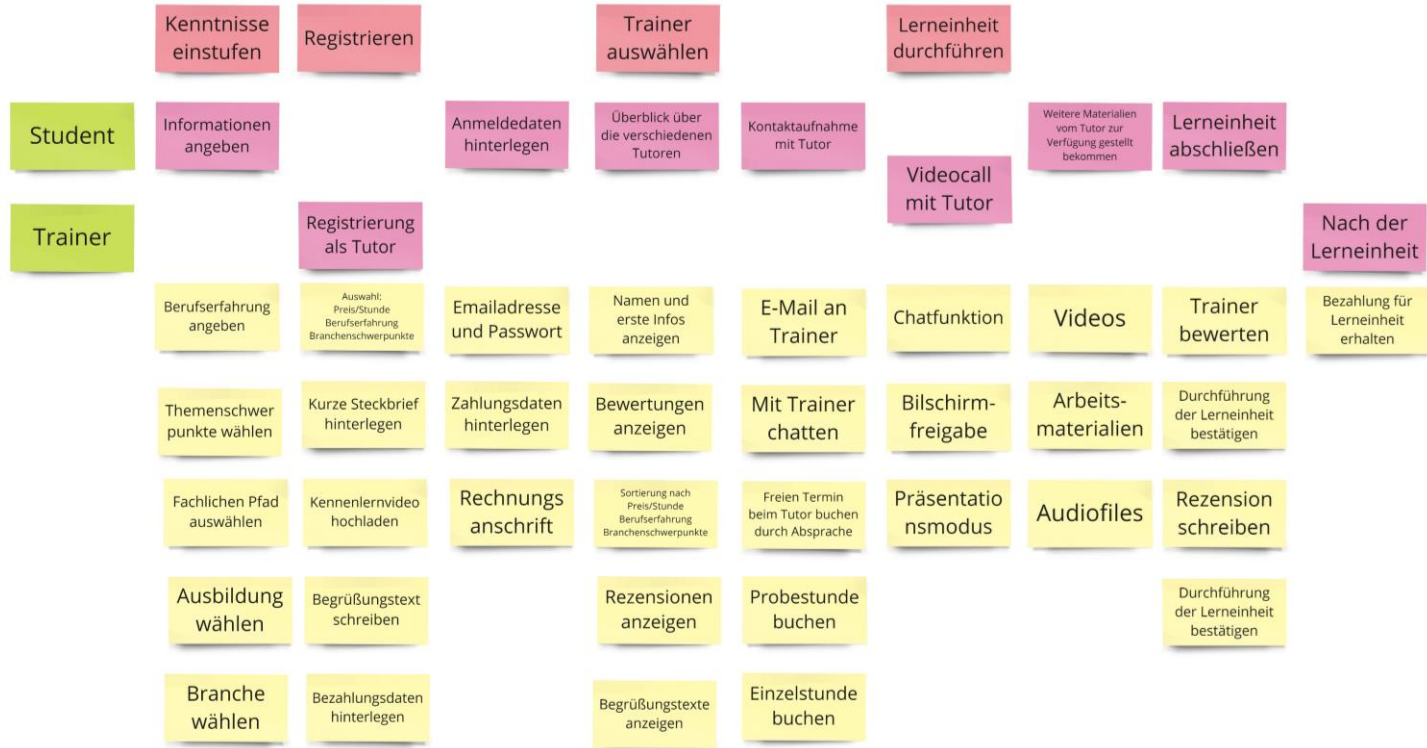 Kenntnisse
einstufen
Registrieren
Trainer
auswählen
Lerneinheit
durchführen
Student
Informationen
angeben
Anmeldedaten
hinterlegen
Überblick über
die verschiedenen
Tutoren
Kontaktaufnahme
mit Tutor
Videocall
mit Tutor
Weitere Materialien
vom Tutor zur
Verfügung gestellt
bekommen
Lerneinheit
abschließen
Trainer
Registrierung
als Tutor
Nach der
Lerneinheit
Berufserfahrung
angeben
Auswahl:
Preis/Stunde
Berufserfahrung
Branchenschwerpunkte
Emailadresse
und Passwort
Namen und
erste Infos
anzeigen
E-Mail an
Trainer
Chatfunktion
Videos
Trainer
bewerten
Bezahlung für
Lerneinheit
erhalten
Themenschwer
punkte wählen
Kurze Steckbrief
hinterlegen
Zahlungsdaten
hinterlegen
Bewertungen
anzeigen
Mit Trainer
chatten
Bilschirm-
freigabe
Arbeits-
materialien
Durchführung
der Lerneinheit
bestätigen
Fachlichen Pfad
auswählen
Kennenlernvideo
hochladen
Rechnungs
anschrift
Sortierung nach
Preis/Stunde
Berufserfahrung
Branchenschwerpunkte
Freien Termin
beim Tutor buchen
durch Absprache
Präsentatio
nsmodus
Audiofiles
Rezension
schreiben
Ausbildung
wählen
Begrüßungstext
schreiben
Rezensionen
anzeigen
Probestunde
buchen
Durchführung
der Lerneinheit
bestätigen
Branche
wählen
Bezahlungsdaten
hinterlegen
Begrüßungstexte
anzeigen
Einzelstunde
buchen